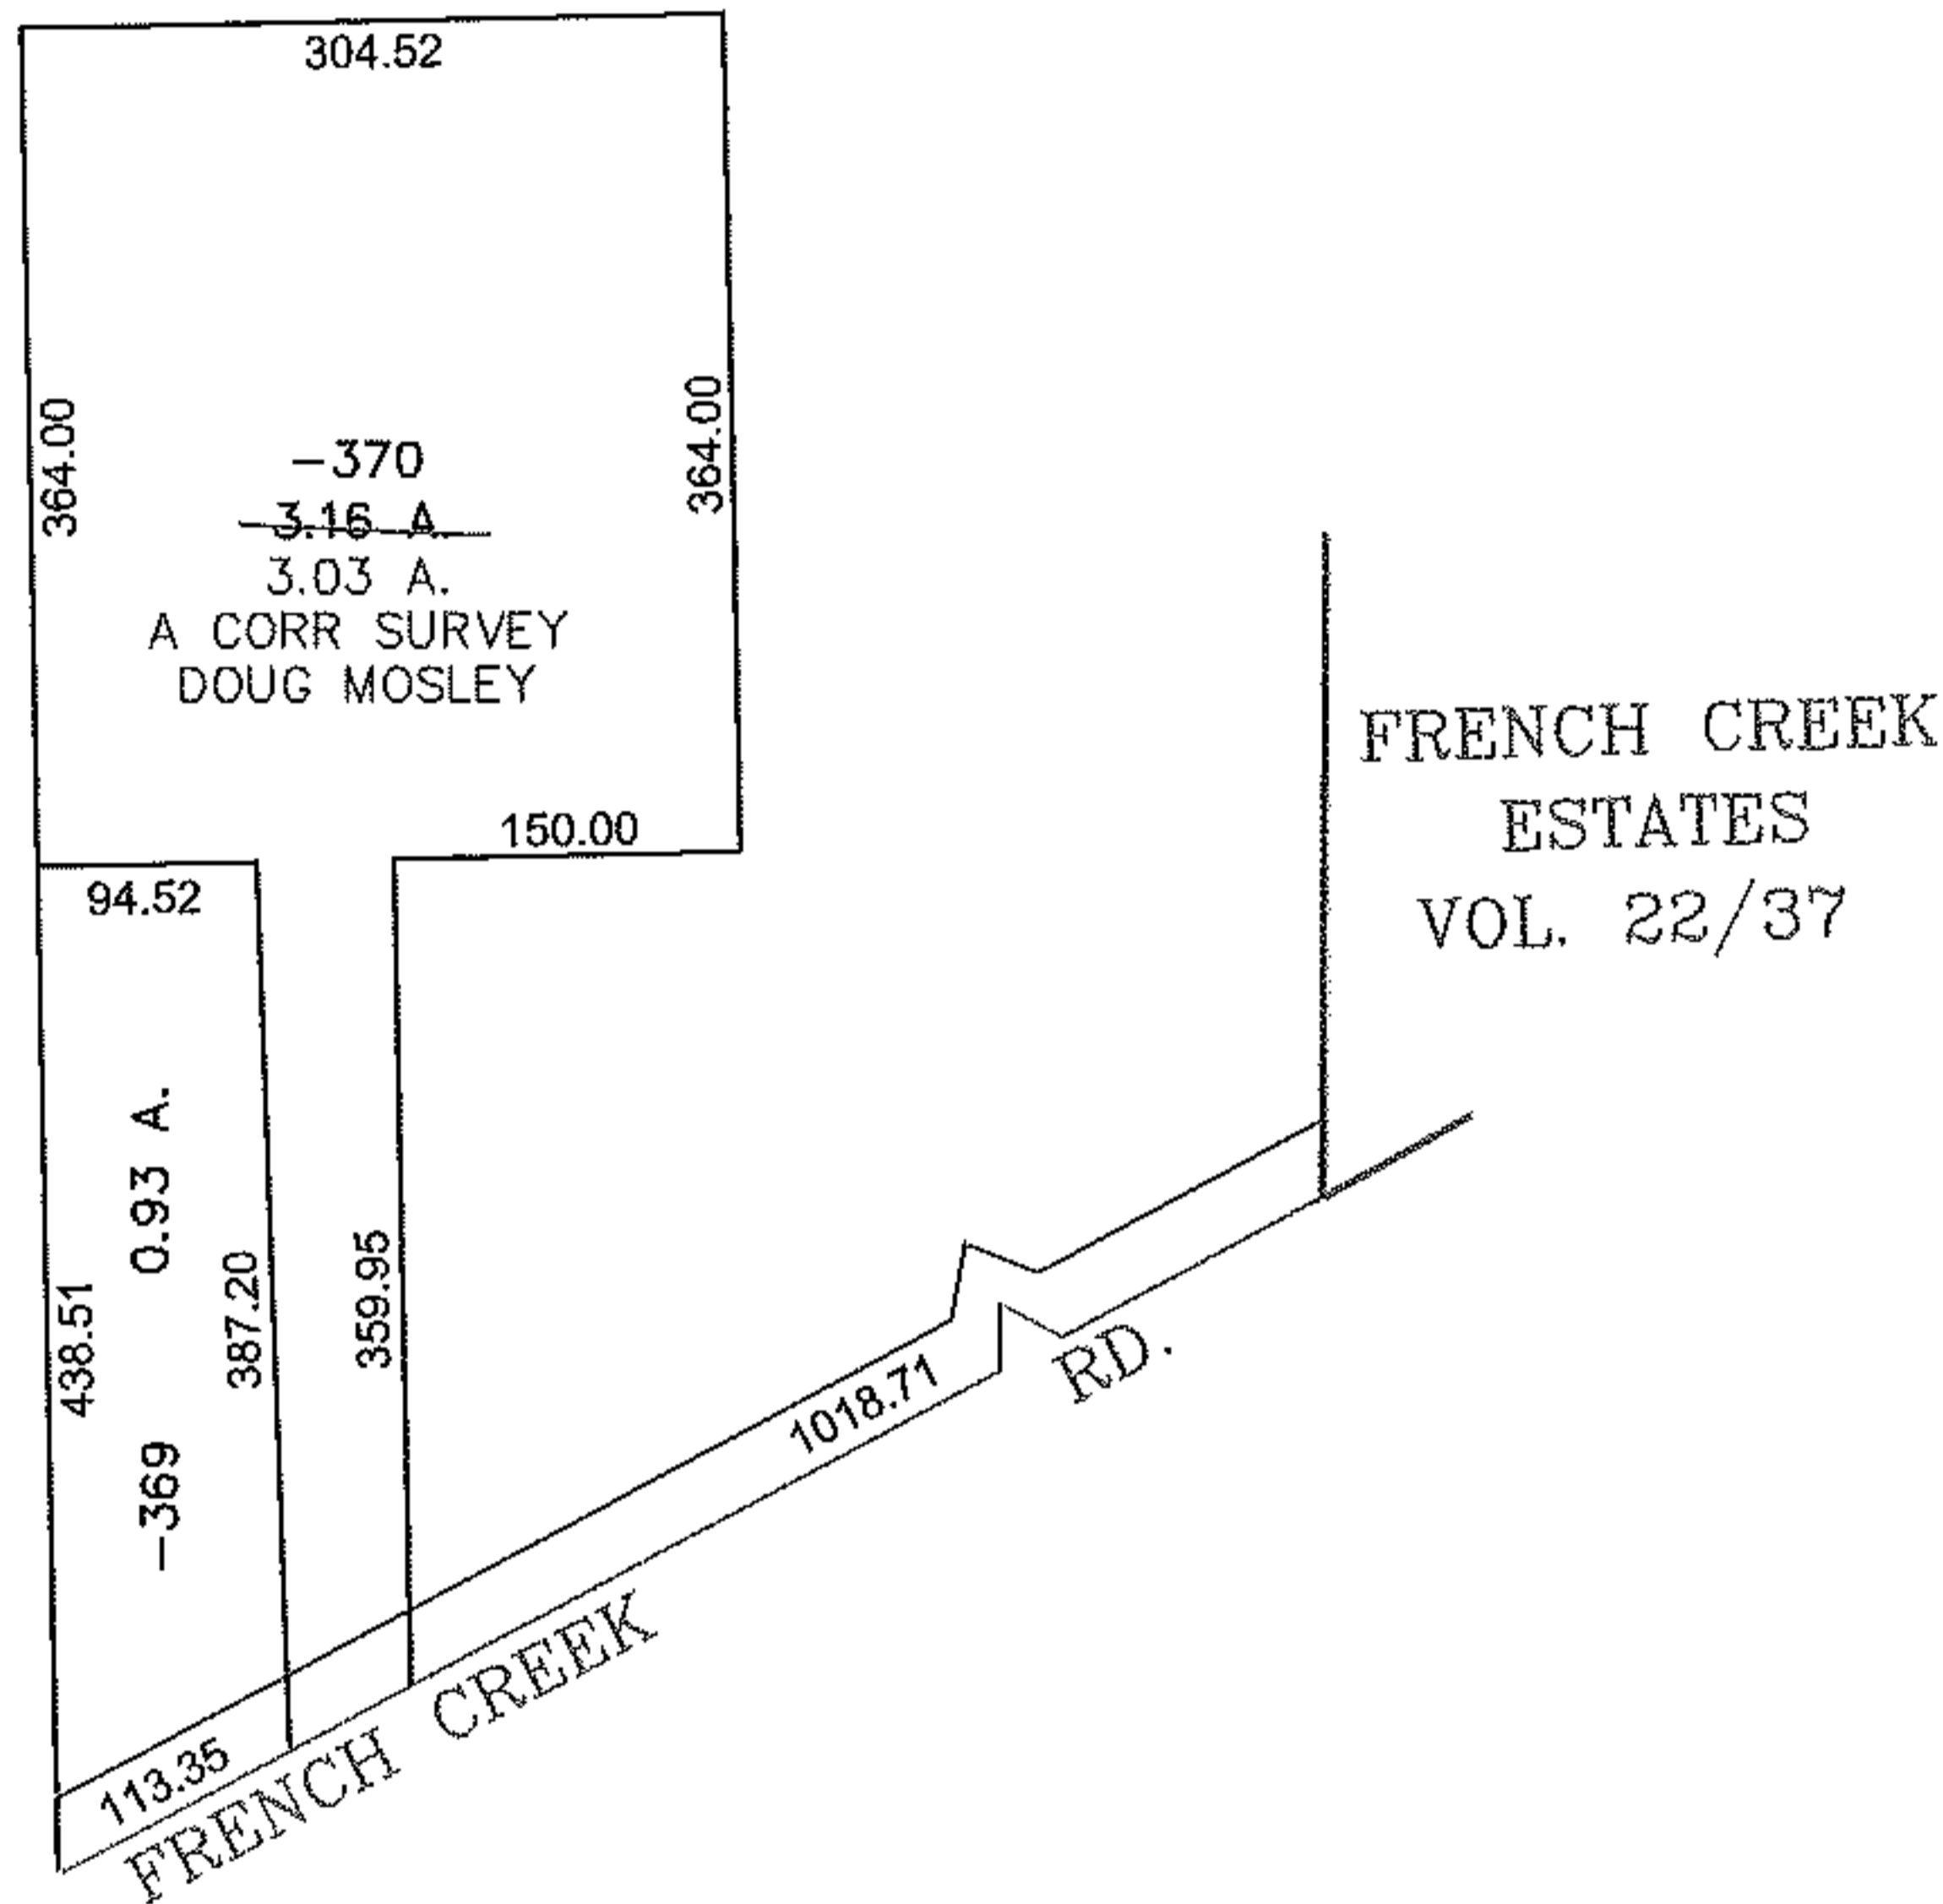 304.52
364.00
364.00
-370
3.16 A.
3.03 A.
A CORR SURVEY
DOUG MOSLEY
150.00
94.52
FRENCH CREEK
ESTATES
VOL. 22/37
438.51
-369 0.93 A.
387.20
359.95
1018.71
113.35
FRENCH CREEK RD.